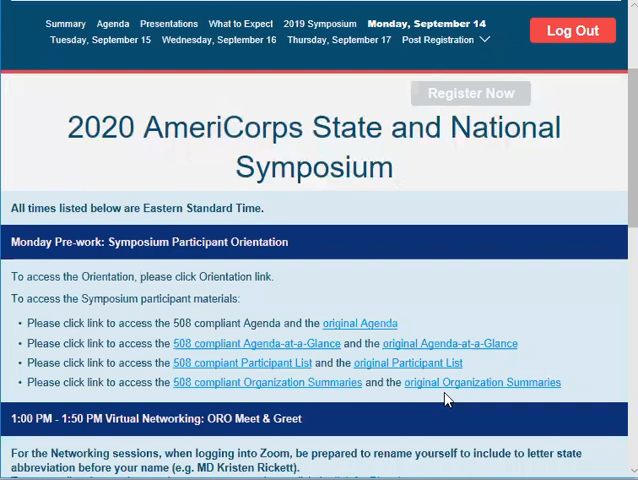 Summary Agenda Presentations What to Expect 2019 Symposium Monday, September 14
Tuesday, September 15 Wednesday, September 16 Thursday, September 17 Post Registration
Log Out
Register Now
2020 AmeriCorps State and National
Symposium
All times listed below are Eastern Standard Time.
Monday Pre-work: Symposium Participant Orientation
To access the Orientation, please click Orientation link.
To access the Symposium participant materials:
• Please click link to access the 508 compliant Agenda and the original Agenda
• Please click link to access the 508 compliant Agenda-at-a-Glance and the original Agenda-at-a-Glance
• Please click link to access the 508 compliant Participant List and the original Participant List
• Please click link to access the 508 compliant Organization Summaries and the original Organization Summaries
1:00 PM - 1:50 PM Virtual Networking: ORO Meet & Greet
For the Networking sessions, when logging into Zoom, be prepared to rename yourself to include to letter state
abbreviation before your name (e.g. MD Kristen Rickett).